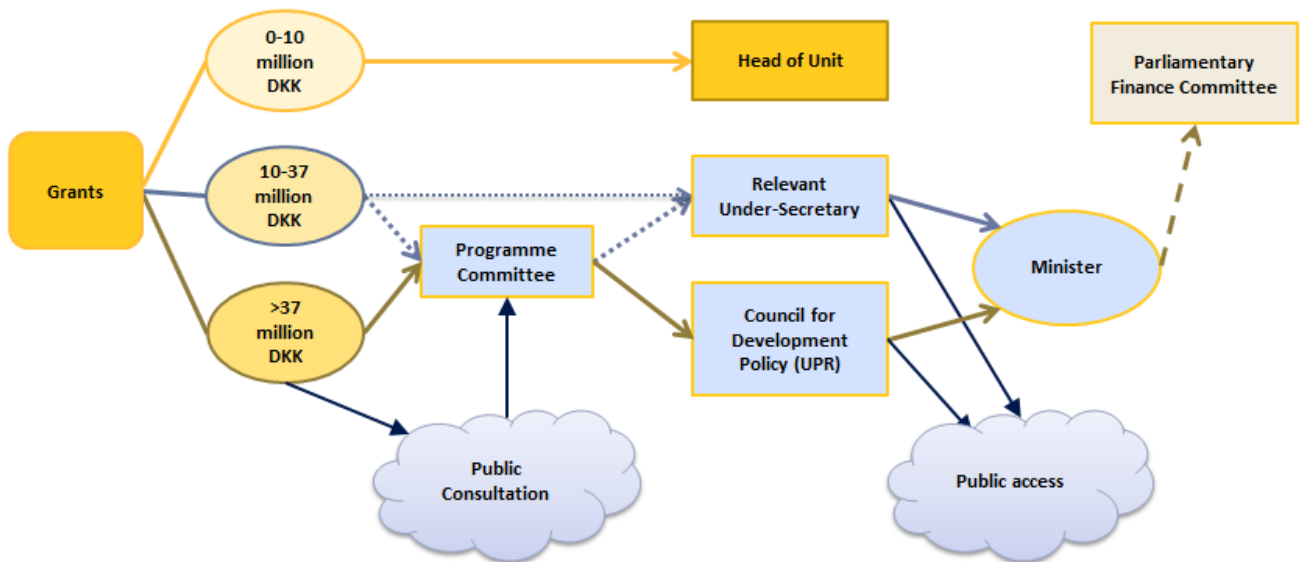 0-10
million
DKK
Head of Unit
Parliamentary
Finance Committee
Grants
10-37
million
DKK
Relevant
Under-Secretary
Programme
Committee
Minister
>37
million
DKK
Council for
Development
Policy (UPR)
Public
Consultation
Public access